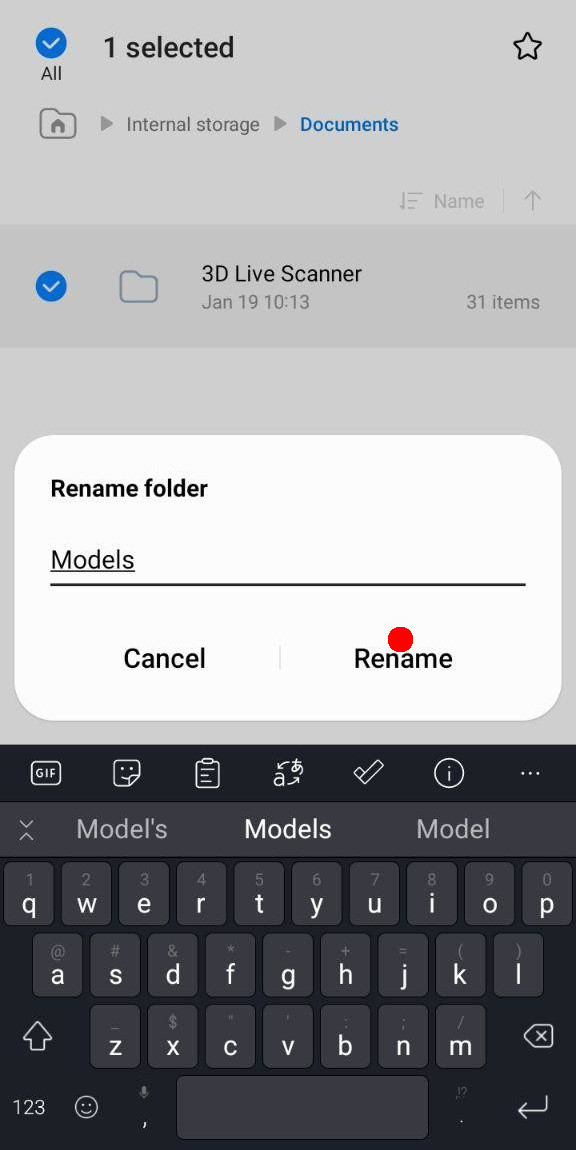 1 selected
All
Internal storage Documents
Name
3D Live Scanner
Jan 19 10:13 31 items
Rename folder
Models
Cancel Rename
GIF
Model's Models Model
1 2 3 4 5 6 7 8 9 0
q w e r t y u i o p
@ # & * - + = ( )
a s d f g h j k l
_ $ " ' : ; /
z x c v b n m
123 , ,!? .